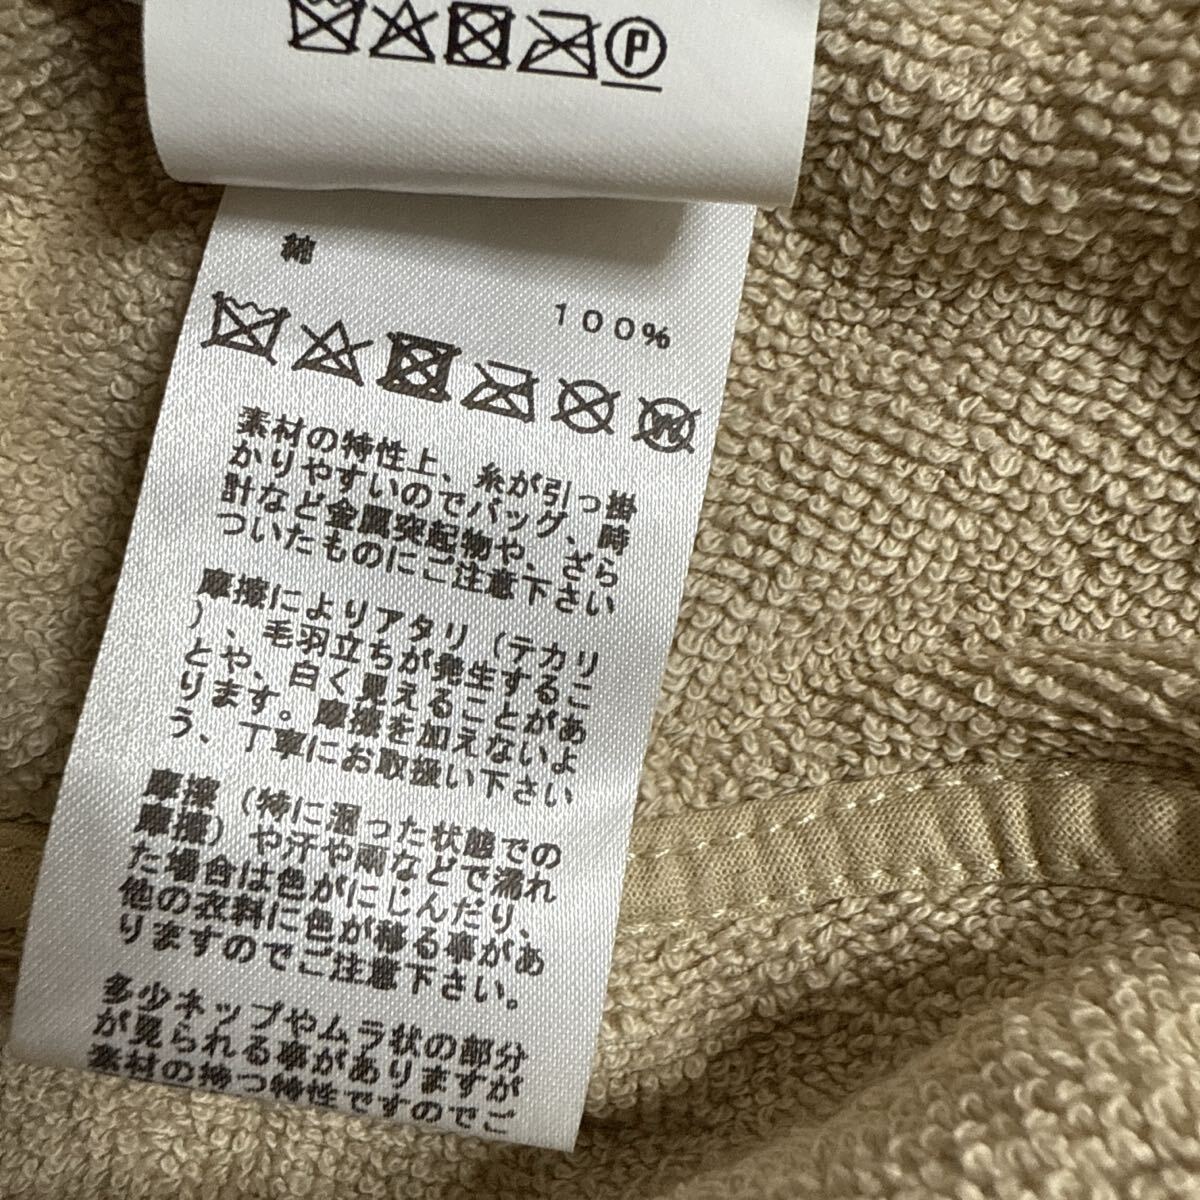 P
綿
100%
素材の特性上、糸が引っ掛
かりやすいのでバッグ、時
計など金属突起物や、ざら
ついたものにご注意下さい
摩擦によりアタリ（テカリ
）、毛羽立ちが発生するこ
とや、白く見えることがあ
ります。摩擦を加えないよ
う、丁寧にお取扱い下さい
摩擦（特に湿った状態での
摩擦）や汗や雨などで濡れ
た場合は色がにじんだり、
他の衣料に色が移る事があ
りますのでご注意下さい。
多少ネップやムラ状の部分
が見られる事がありますが
素材の持つ特性ですのでご